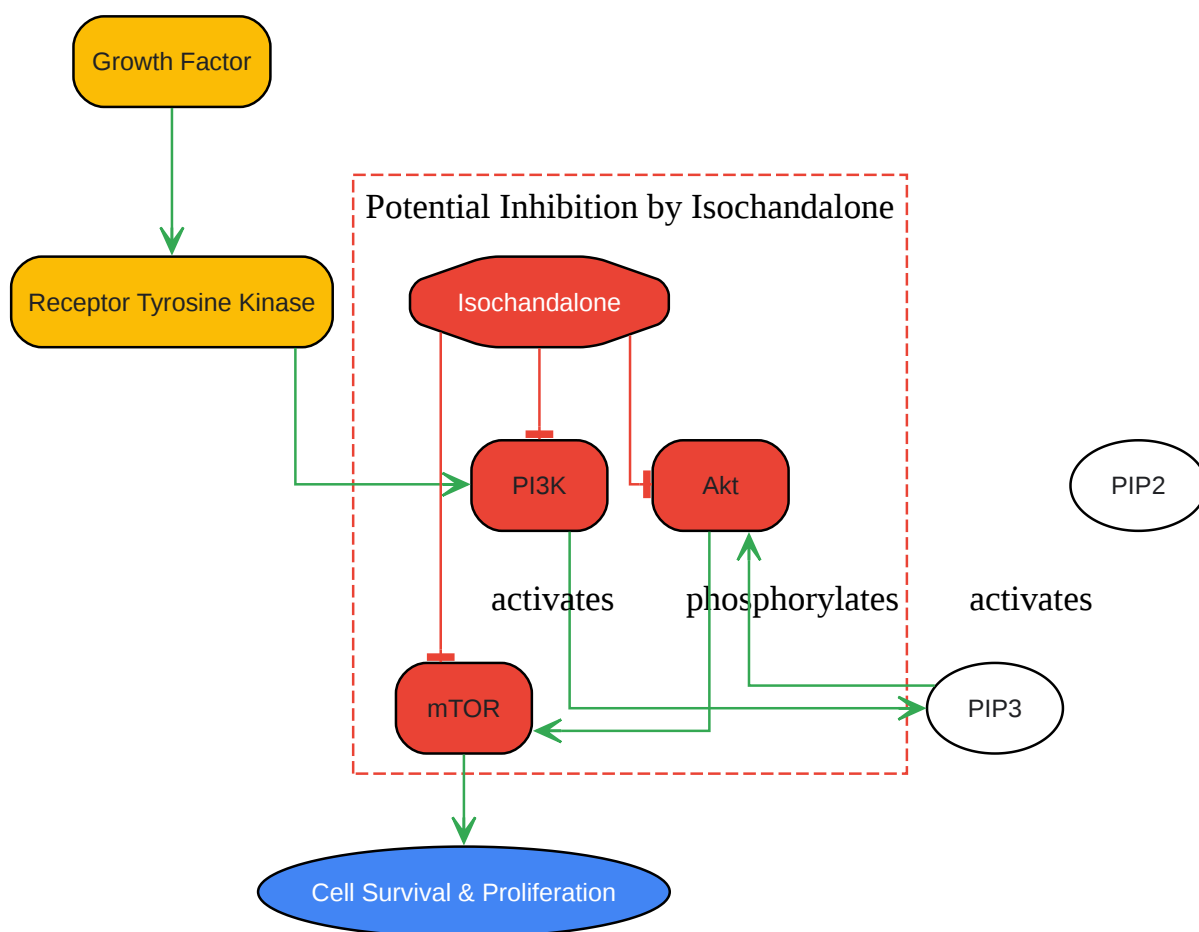 Growth Factor
Potential Inhibition by Isochandalone
Receptor Tyrosine Kinase
Isochandalone
PI3K
Akt
PIP2
activates
phosphorylates
activates
mTOR
PIP3
Cell Survival & Proliferation